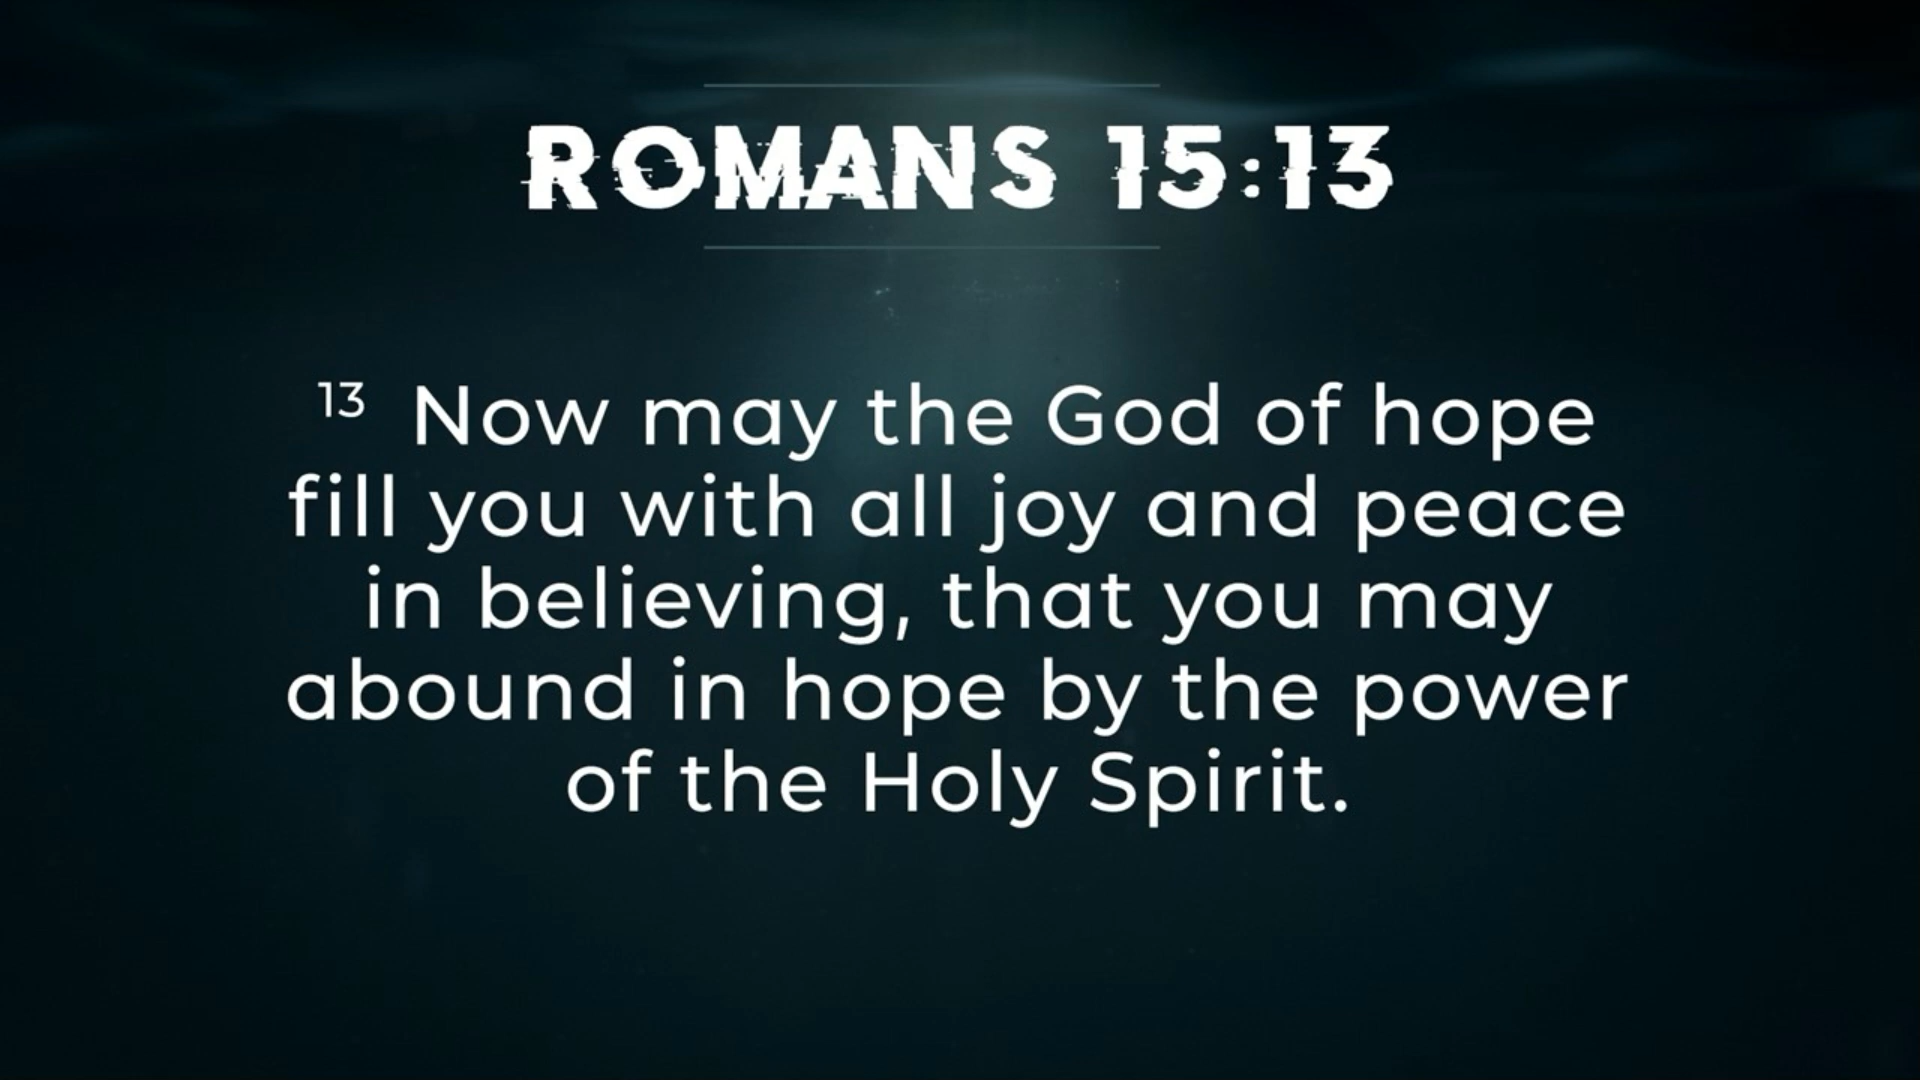 ROMANS 15:13
13 Now may the God of hope
fill you with all joy and peace
in believing, that you may
abound in hope by the power
of the Holy Spirit.